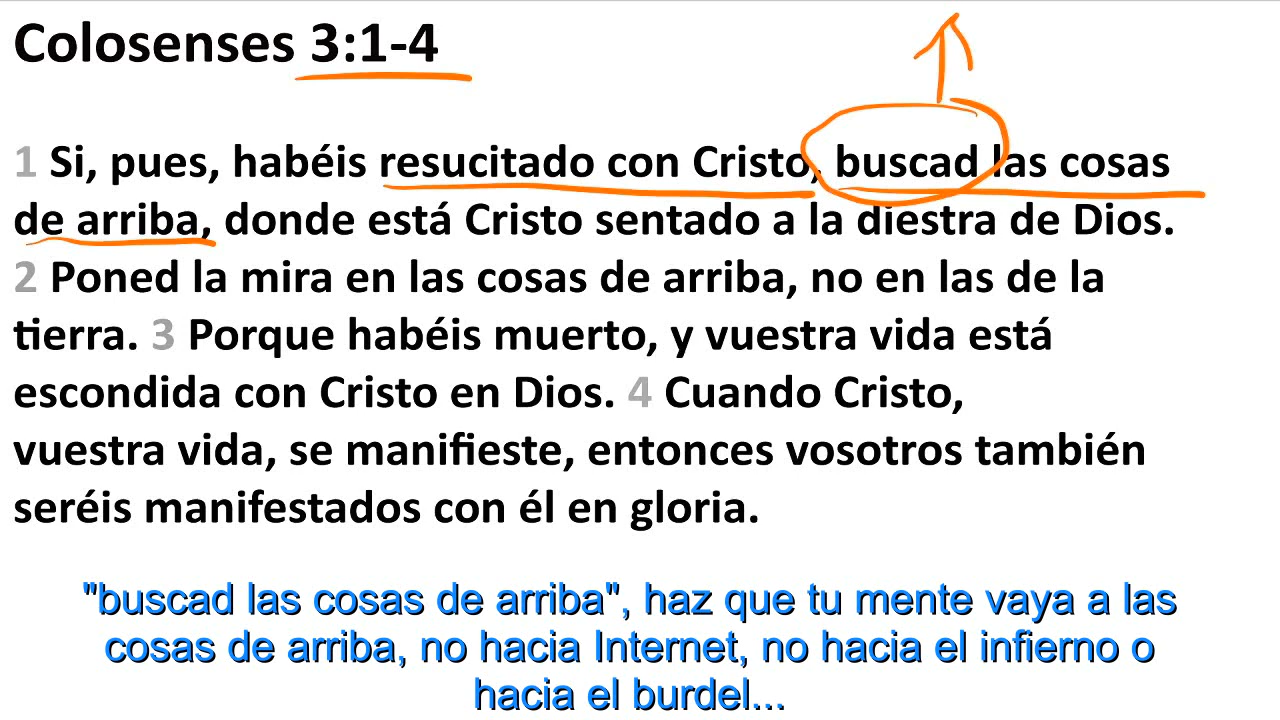 Colosenses 3:1-4
1 Si, pues, habéis resucitado con Cristo, buscad las cosas
de arriba, donde está Cristo sentado a la diestra de Dios.
2 Poned la mira en las cosas de arriba, no en las de la
tierra. 3 Porque habéis muerto, y vuestra vida está
escondida con Cristo en Dios. 4 Cuando Cristo,
vuestra vida, se manifieste, entonces vosotros también
seréis manifestados con él en gloria.
"buscad las cosas de arriba", haz que tu mente vaya a las
cosas de arriba, no hacia Internet, no hacia el infierno o
hacia el burdel...